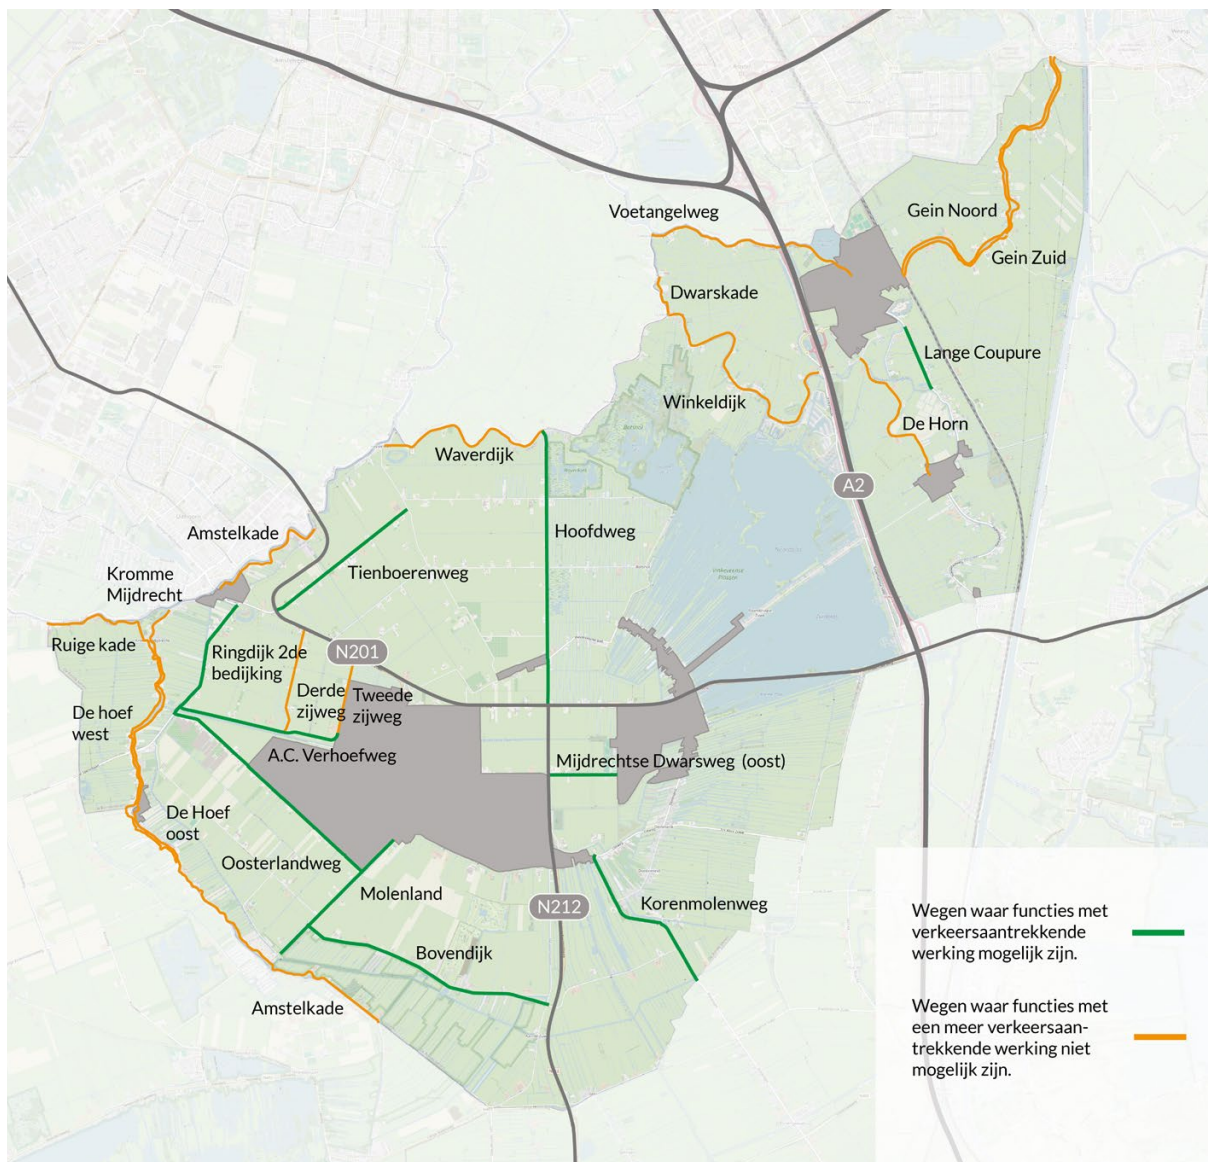 Voetangelweg
Gein Noord
Gein Zuid
Dwarskade
Lange Coupure
Winkeldijk
De Horn
Waverdijk
A2
Amstelkade
Hoofdweg
Tienboerenweg
Kromme
Mijdrecht
Ruige kade
Ringdijk 2de
bedijking
N201
Derde
zijweg
Tweede
zijweg
De hoef
west
A.C. Verhoefweg
Mijdrechtse Dwarsweg (oost)
De Hoef
oost
Oosterlandweg
Molenland
N212
Korenmolenweg
Bovendijk
Amstelkade
Wegen waar functies met
verkeersaantrekkende
werking mogelijk zijn.
Wegen waar functies met
een meer verkeersaan-
trekkende werking niet
mogelijk zijn.